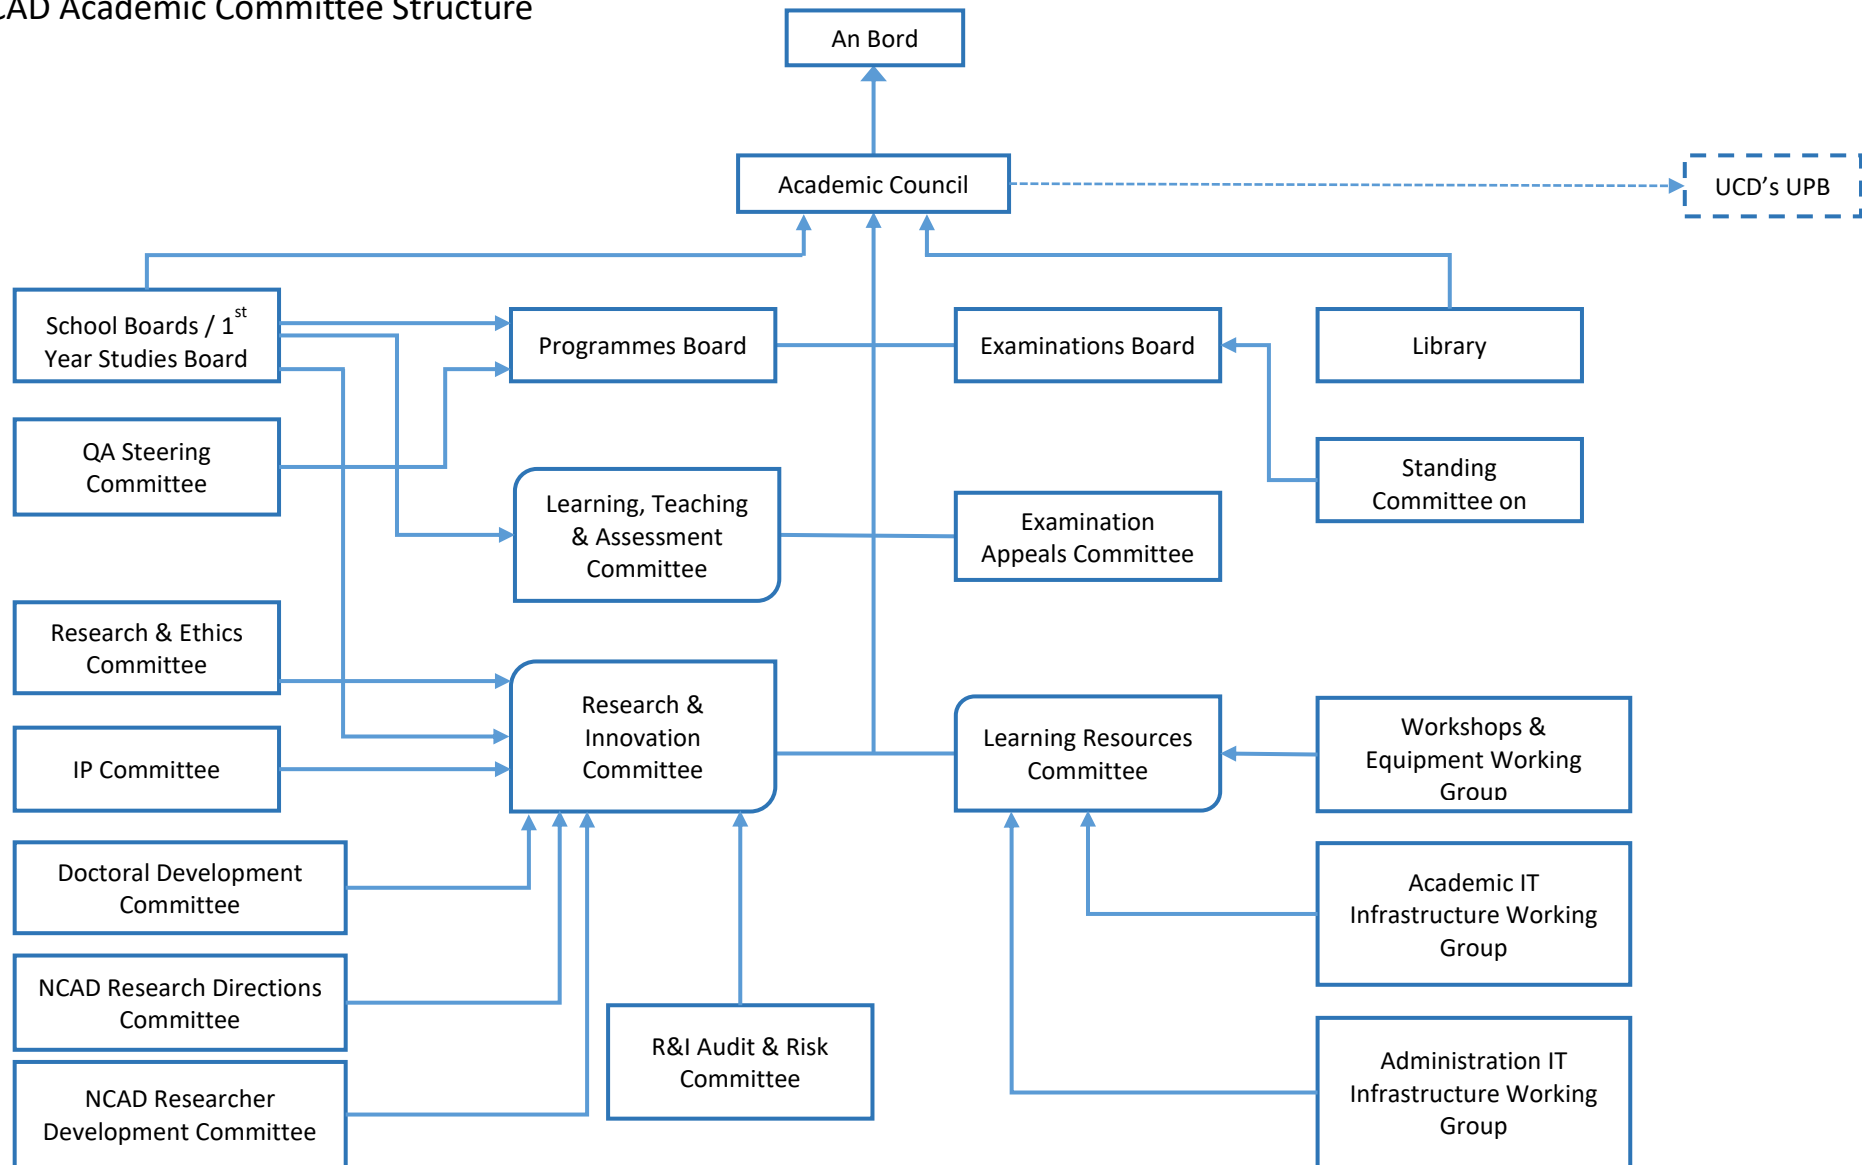 CAD Academic Committee Structure
An Bord
Academic Council
UCD's UPB
School Boards / 1st
Year Studies Board
Programmes Board
Examinations Board
Library
QA Steering
Committee
Standing
Committee on
Learning, Teaching
& Assessment
Committee
Examination
Appeals Committee
Research & Ethics
Committee
Research &
Innovation
Committee
Learning Resources
Committee
Workshops &
Equipment Working
Group
IP Committee
Doctoral Development
Committee
Academic IT
Infrastructure Working
Group
NCAD Research Directions
Committee
R&I Audit & Risk
Committee
Administration IT
Infrastructure Working
Group
NCAD Researcher
Development Committee